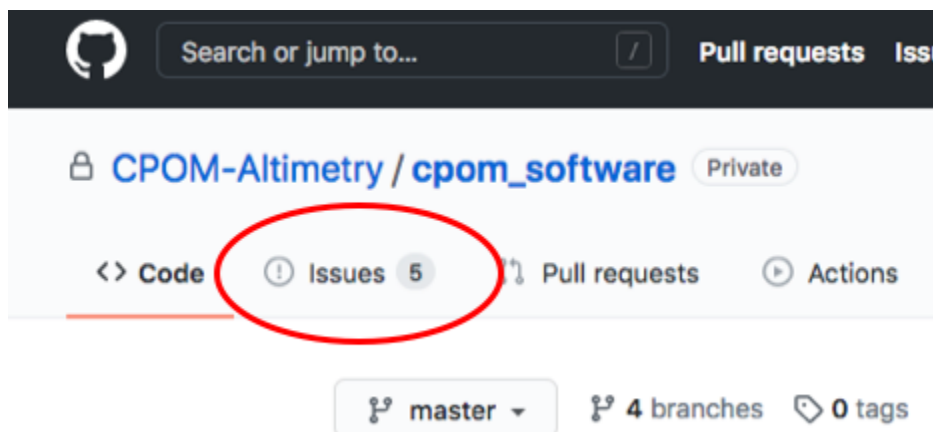 Search or jump to... / Pull requests Iss
CPOM-Altimetry / cpom_software Private
<> Code Issues 5 Pull requests Actions
master 4 branches 0 tags